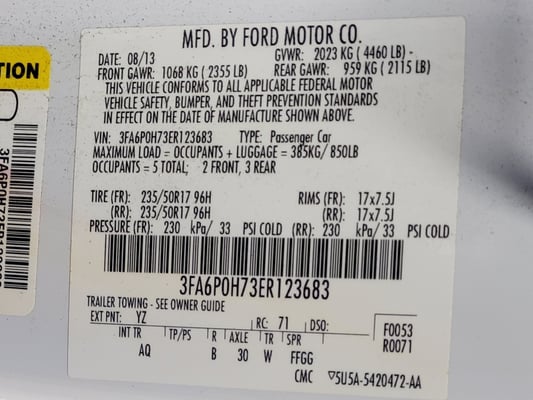 MFD. BY FORD MOTOR CO.
DATE: 08/13 GVWR: 2023 KG ( 4460 LB) -
FRONT GAWR: 1068 KG ( 2355 LB) REAR GAWR: 959 KG ( 2115 LB)
THIS VEHICLE CONFORMS TO ALL APPLICABLE FEDERAL MOTOR
VEHICLE SAFETY, BUMPER, AND THEFT PREVENTION STANDARDS
IN EFFECT ON THE DATE OF MANUFACTURE SHOWN ABOVE.
VIN: 3FA6P0H73ER123683 TYPE: Passenger Car
MAXIMUM LOAD = OCCUPANTS + LUGGAGE = 385KG/ 850LB
OCCUPANTS = 5 TOTAL; 2 FRONT, 3 REAR
TIRE (FR): 235/50R17 96H RIMS (FR): 17x7.5J
(RR): 235/50R17 96H (RR): 17x7.5J
PRESSURE (FR): 230 kPa/ 33 PSI COLD (RR): 230 kPa/ 33 PSI COLD
3FA6P0H73ER123683
TRAILER TOWING - SEE OWNER GUIDE
EXT PNT: YZ RC: 71 DSO: F0053
R0071
INT TR TP/PS R AXLE TR SPR
AQ B 30 W FFGG
CMC ▽5U5A-5420472-AA
TION